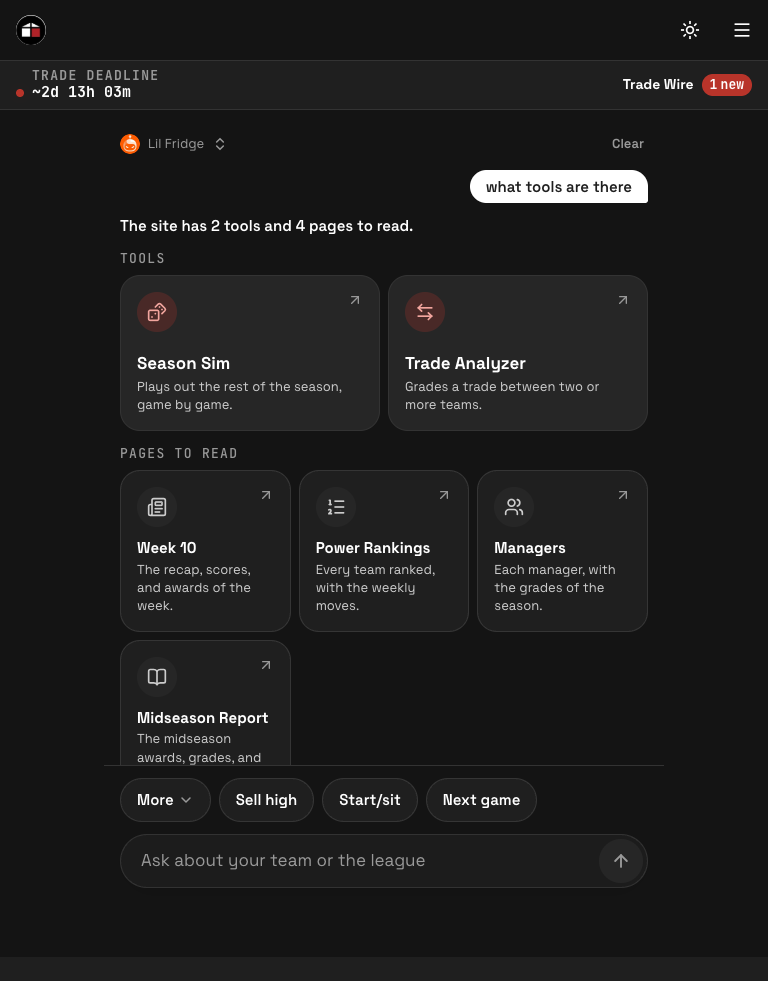 TRADE DEADLINE
~2d 13h 03m
Trade Wire 1 new
Lil Fridge
Clear
what tools are there
The site has 2 tools and 4 pages to read.
TOOLS
Season Sim
Plays out the rest of the season,
game by game.
Trade Analyzer
Grades a trade between two or
more teams.
PAGES TO READ
Week 10
The recap, scores,
and awards of the
week.
Power Rankings
Every team ranked,
with the weekly
moves.
Managers
Each manager, with
the grades of the
season.
Midseason Report
The midseason
awards, grades, and
More
Sell high
Start/sit
Next game
Ask about your team or the league